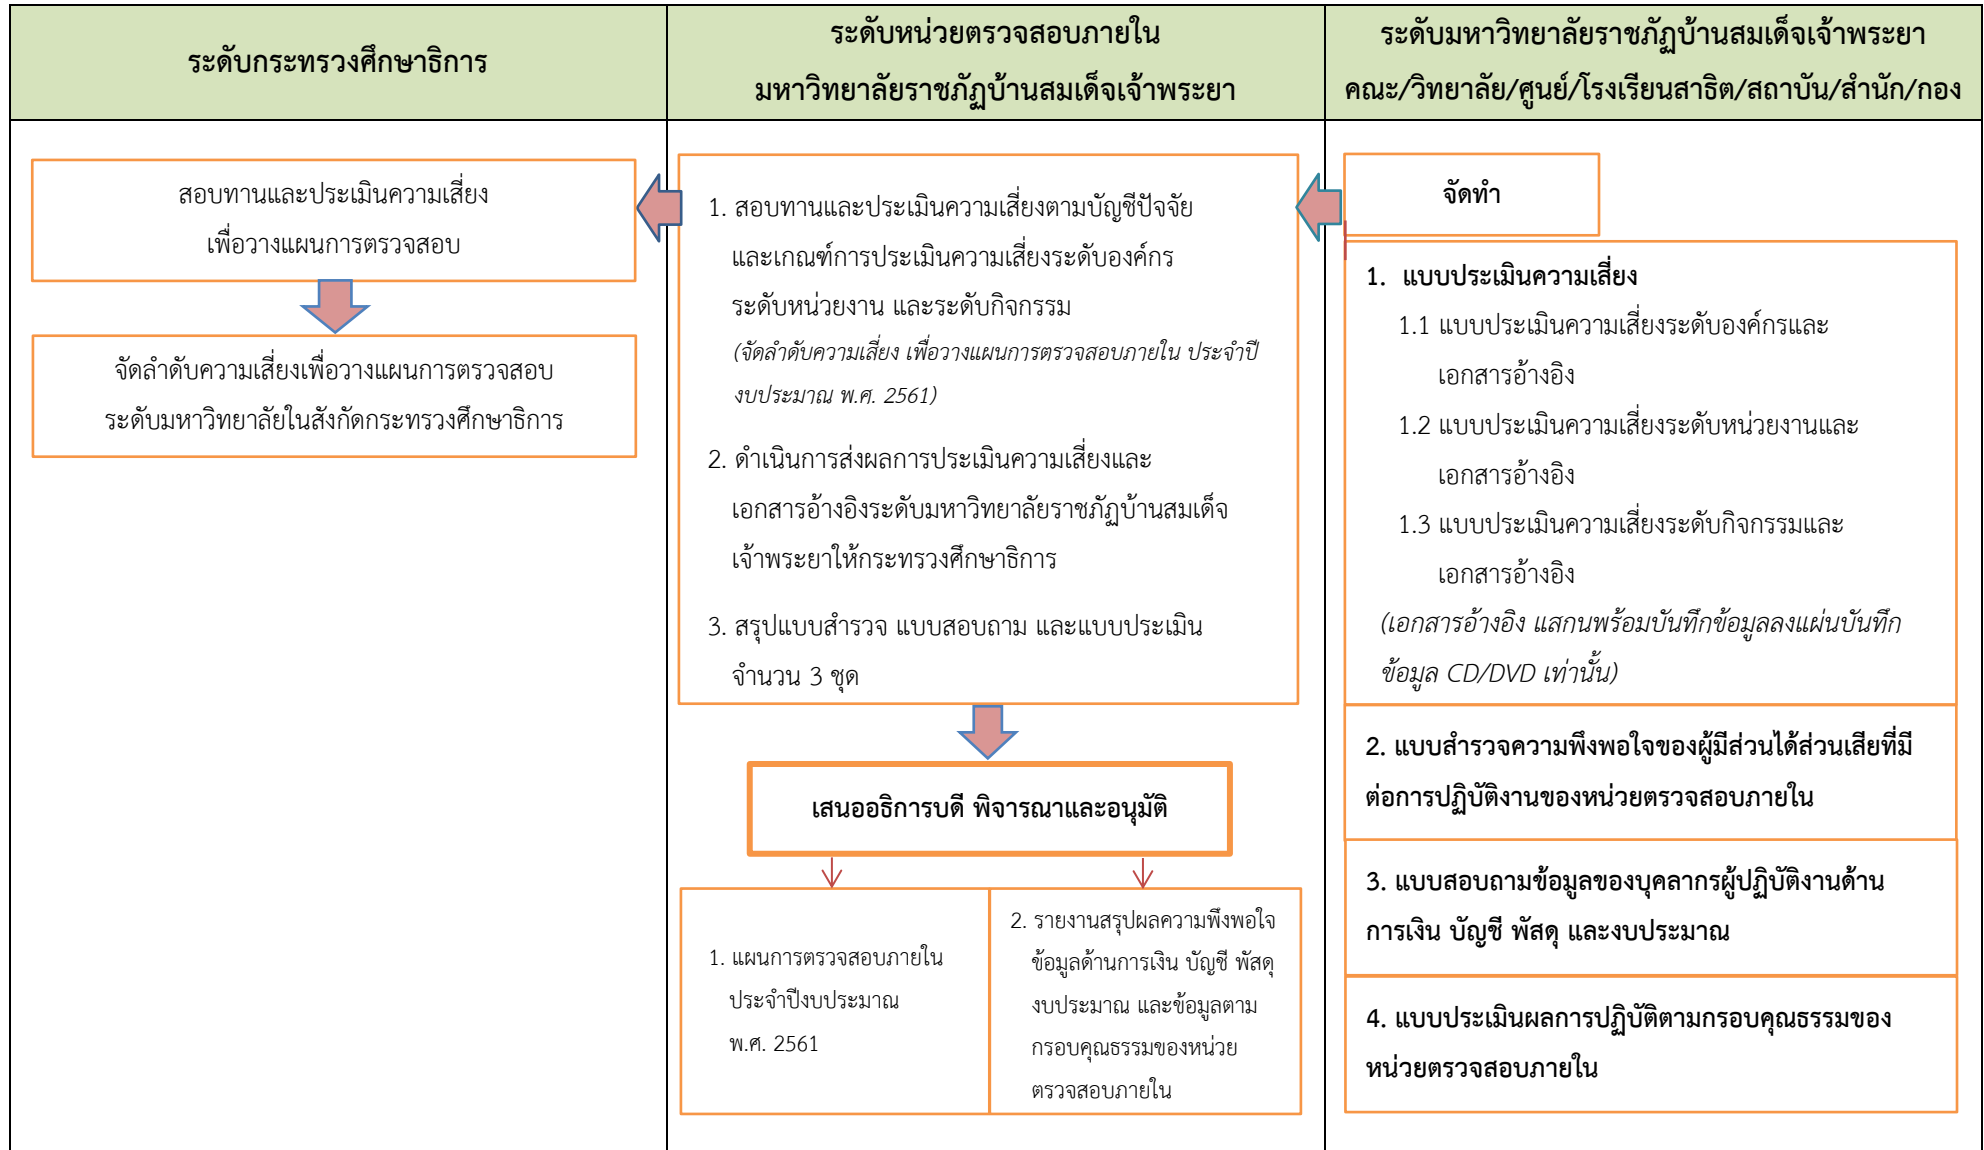 ระดับกระทรวงศึกษาธิการ
ระดับหน่วยตรวจสอบภายใน
มหาวิทยาลัยราชภัฏบ้านสมเด็จเจ้าพระยา
ระดับมหาวิทยาลัยราชภัฏบ้านสมเด็จเจ้าพระยา
คณะ/วิทยาลัย/ศูนย์/โรงเรียนสาธิต/สถาบัน/สำนัก/กอง
สอบทานและประเมินความเสี่ยง
เพื่อวางแผนการตรวจสอบ
จัดลำดับความเสี่ยงเพื่อวางแผนการตรวจสอบ
ระดับมหาวิทยาลัยในสังกัดกระทรวงศึกษาธิการ
1. สอบทานและประเมินความเสี่ยงตามบัญชีปัจจัย
และเกณฑ์การประเมินความเสี่ยงระดับองค์กร
ระดับหน่วยงาน และระดับกิจกรรม
(จัดลำดับความเสี่ยง เพื่อวางแผนการตรวจสอบภายใน ประจำปี
งบประมาณ พ.ศ. 2561)
2. ดำเนินการส่งผลการประเมินความเสี่ยงและ
เอกสารอ้างอิงระดับมหาวิทยาลัยราชภัฏบ้านสมเด็จ
เจ้าพระยาให้กระทรวงศึกษาธิการ
3. สรุปแบบสำรวจ แบบสอบถาม และแบบประเมิน
จำนวน 3 ชุด
เสนออธิการบดี พิจารณาและอนุมัติ
1. แผนการตรวจสอบภายใน
ประจำปีงบประมาณ
พ.ศ. 2561
2. รายงานสรุปผลความพึงพอใจ
ข้อมูลด้านการเงิน บัญชี พัสดุ
งบประมาณ และข้อมูลตาม
กรอบคุณธรรมของหน่วย
ตรวจสอบภายใน
จัดทำ
1. แบบประเมินความเสี่ยง
1.1 แบบประเมินความเสี่ยงระดับองค์กรและ
เอกสารอ้างอิง
1.2 แบบประเมินความเสี่ยงระดับหน่วยงานและ
เอกสารอ้างอิง
1.3 แบบประเมินความเสี่ยงระดับกิจกรรมและ
เอกสารอ้างอิง
(เอกสารอ้างอิง แสกนพร้อมบันทึกข้อมูลลงแผ่นบันทึก
ข้อมูล CD/DVD เท่านั้น)
2. แบบสำรวจความพึงพอใจของผู้มีส่วนได้ส่วนเสียที่มี
ต่อการปฏิบัติงานของหน่วยตรวจสอบภายใน
3. แบบสอบถามข้อมูลของบุคลากรผู้ปฏิบัติงานด้าน
การเงิน บัญชี พัสดุ และงบประมาณ
4. แบบประเมินผลการปฏิบัติตามกรอบคุณธรรมของ
หน่วยตรวจสอบภายใน